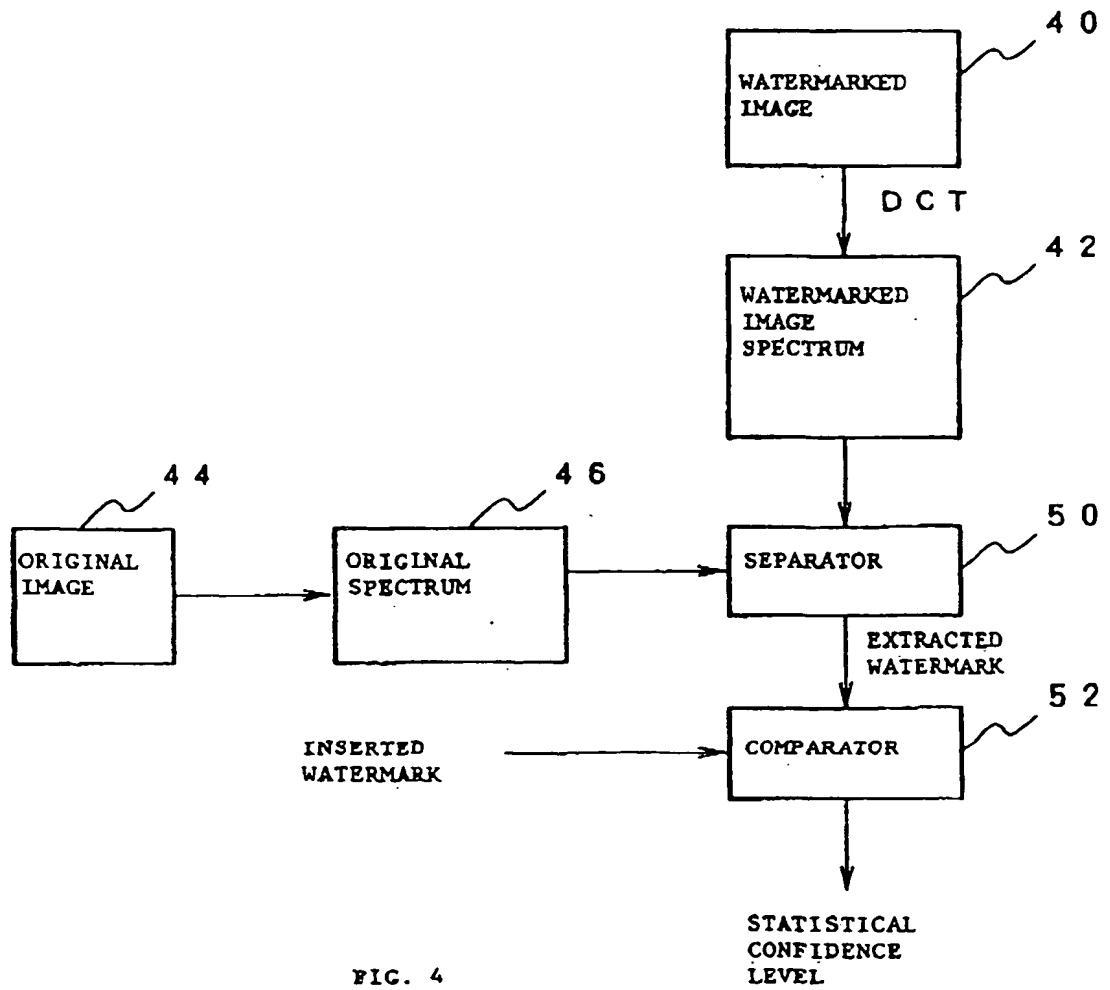 40
WATERMARKED
IMAGE
DCT
42
WATERMARKED
IMAGE
SPECTRUM
44
46
50
ORIGINAL
IMAGE
ORIGINAL
SPECTRUM
SEPARATOR
EXTRACTED
WATERMARK
52
INSERTED
WATERMARK
COMPARATOR
STATISTICAL
CONFIDENCE
LEVEL
FIG. 4